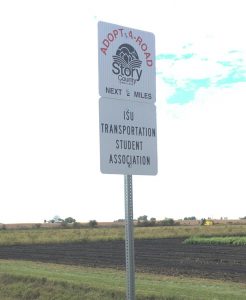 ADOPT-A-ROAD
Story
County
NEXT 2 MILES
ISU
TRANSPORTATION
STUDENT
ASSOCIATION